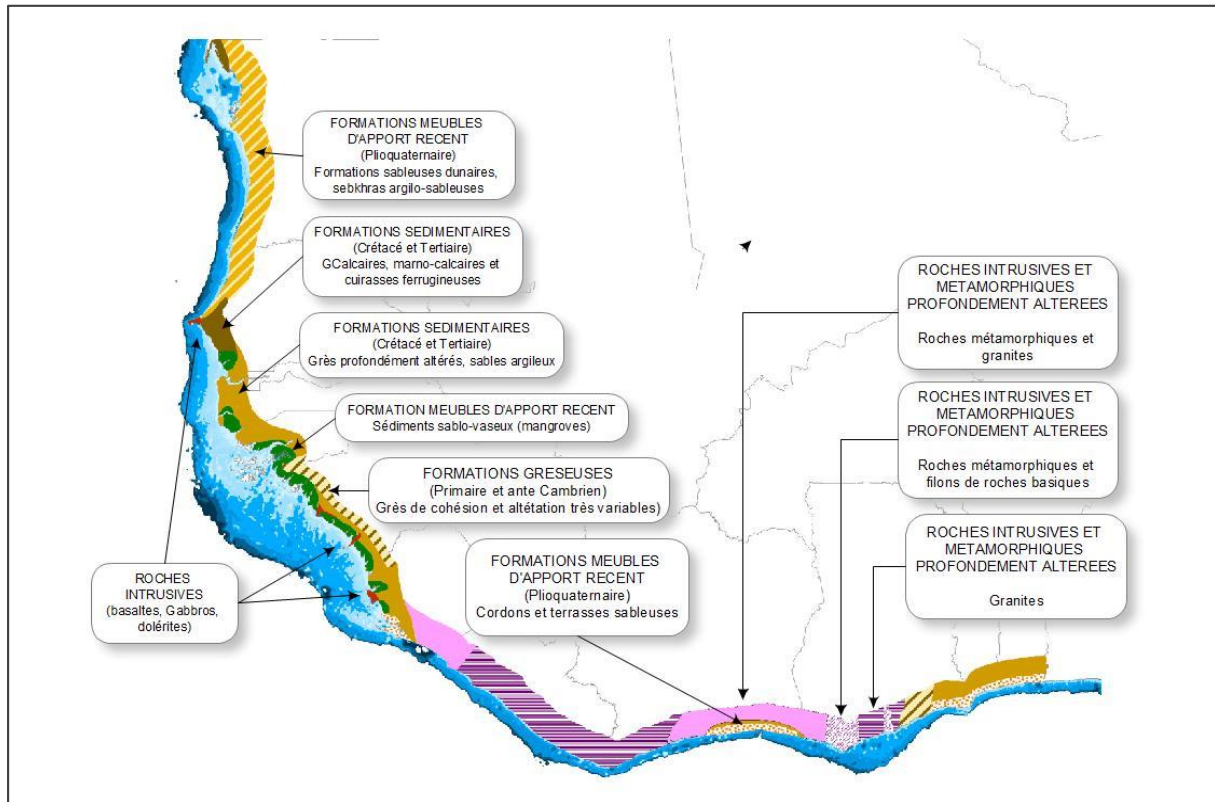 FORMATIONS MEUBLES
D'APPORT RECENT
(Plioquaternaire)
Formations sableuses dunaires,
sebkhras argilo-sableuses
FORMATIONS SEDIMENTAIRES
(Crétacé et Tertiaire)
GCalcaires, marno-calcaires et
cuirasses ferrugineuses
FORMATIONS SEDIMENTAIRES
(Crétacé et Tertiaire)
Grès profondément altérés, sables argileux
FORMATION MEUBLES D'APPORT RECENT
Sédiments sablo-vaseux (mangroves)
FORMATIONS GRESEUSES
(Primaire et ante Cambrien)
Grès de cohésion et altétation très variables)
FORMATIONS MEUBLES
D'APPORT RECENT
(Plioquaternaire)
Cordons et terrasses sableuses
ROCHES
INTRUSIVES
(basaltes, Gabbros,
dolérites)
ROCHES INTRUSIVES ET
METAMORPHIQUES
PROFONDEMENT ALTEREES
Roches métamorphiques et
granites
ROCHES INTRUSIVES ET
METAMORPHIQUES
PROFONDEMENT ALTEREES
Roches métamorphiques et
filons de roches basiques
ROCHES INTRUSIVES ET
METAMORPHIQUES
PROFONDEMENT ALTEREES
Granites